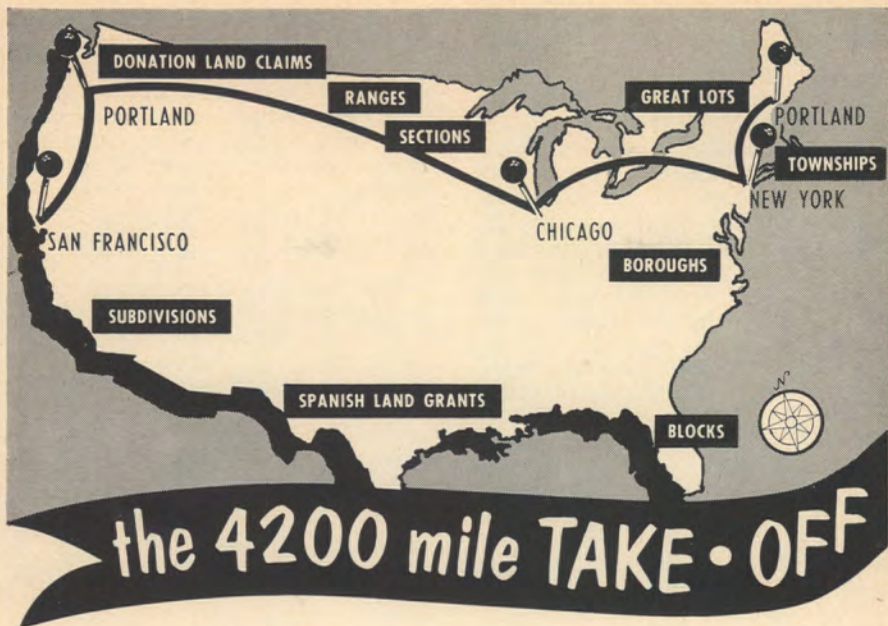 DONATION LAND CLAIMS
PORTLAND
RANGES
GREAT LOTS
SECTIONS
PORTLAND
TOWNSHIPS
NEW YORK
CHICAGO
SAN FRANCISCO
BOROUGHS
SUBDIVISIONS
SPANISH LAND GRANTS
BLOCKS
N
the 4200 mile TAKE • OFF